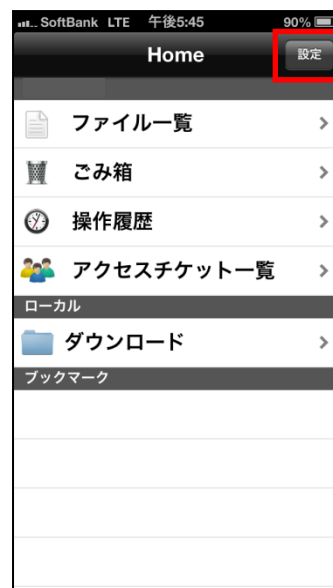 SoftBank LTE 午後5:45 90%
Home 設定
ファイル一覧
ごみ箱
操作履歴
アクセスチケット一覧
ローカル
ダウンロード
ブックマーク